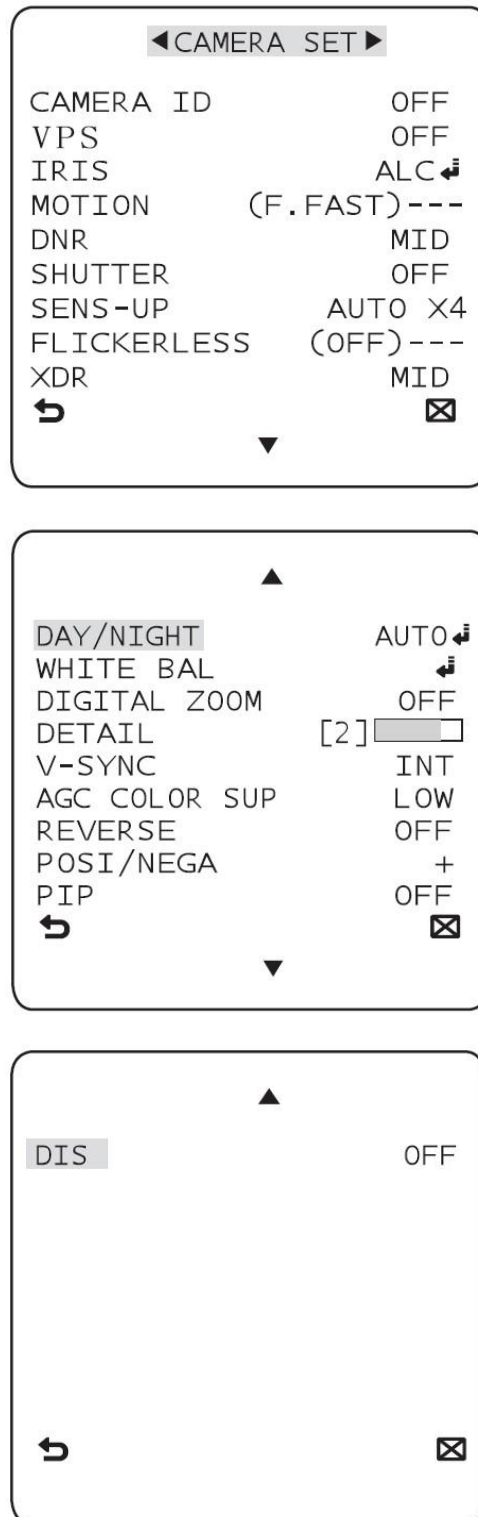 ◀CAMERA SET▶
CAMERA ID OFF
VPS OFF
IRIS ALC
MOTION (F.FAST)---
DNR MID
SHUTTER OFF
SENS-UP AUTO X4
FLICKERLESS (OFF)---
XDR MID
▼
▲
DAY/NIGHT AUTO
WHITE BAL
DIGITAL ZOOM OFF
DETAIL [2]
V-SYNC INT
AGC COLOR SUP LOW
REVERSE OFF
POSI/NEGA +
PIP OFF
▼
▲
DIS OFF